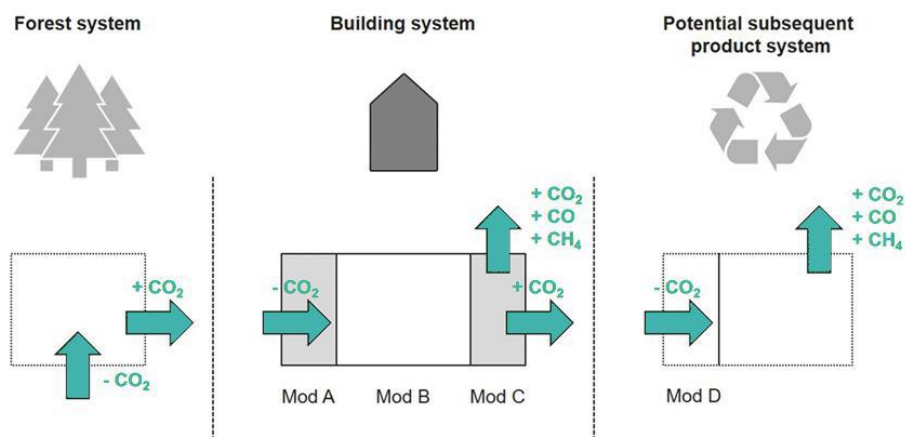 Forest system
Building system
Potential subsequent
product system
+ CO₂
- CO₂
- CO₂
+ CO₂
+ CO
+ CH₄
+ CO₂
Mod A
Mod B
Mod C
- CO₂
+ CO₂
+ CO
+ CH₄
Mod D